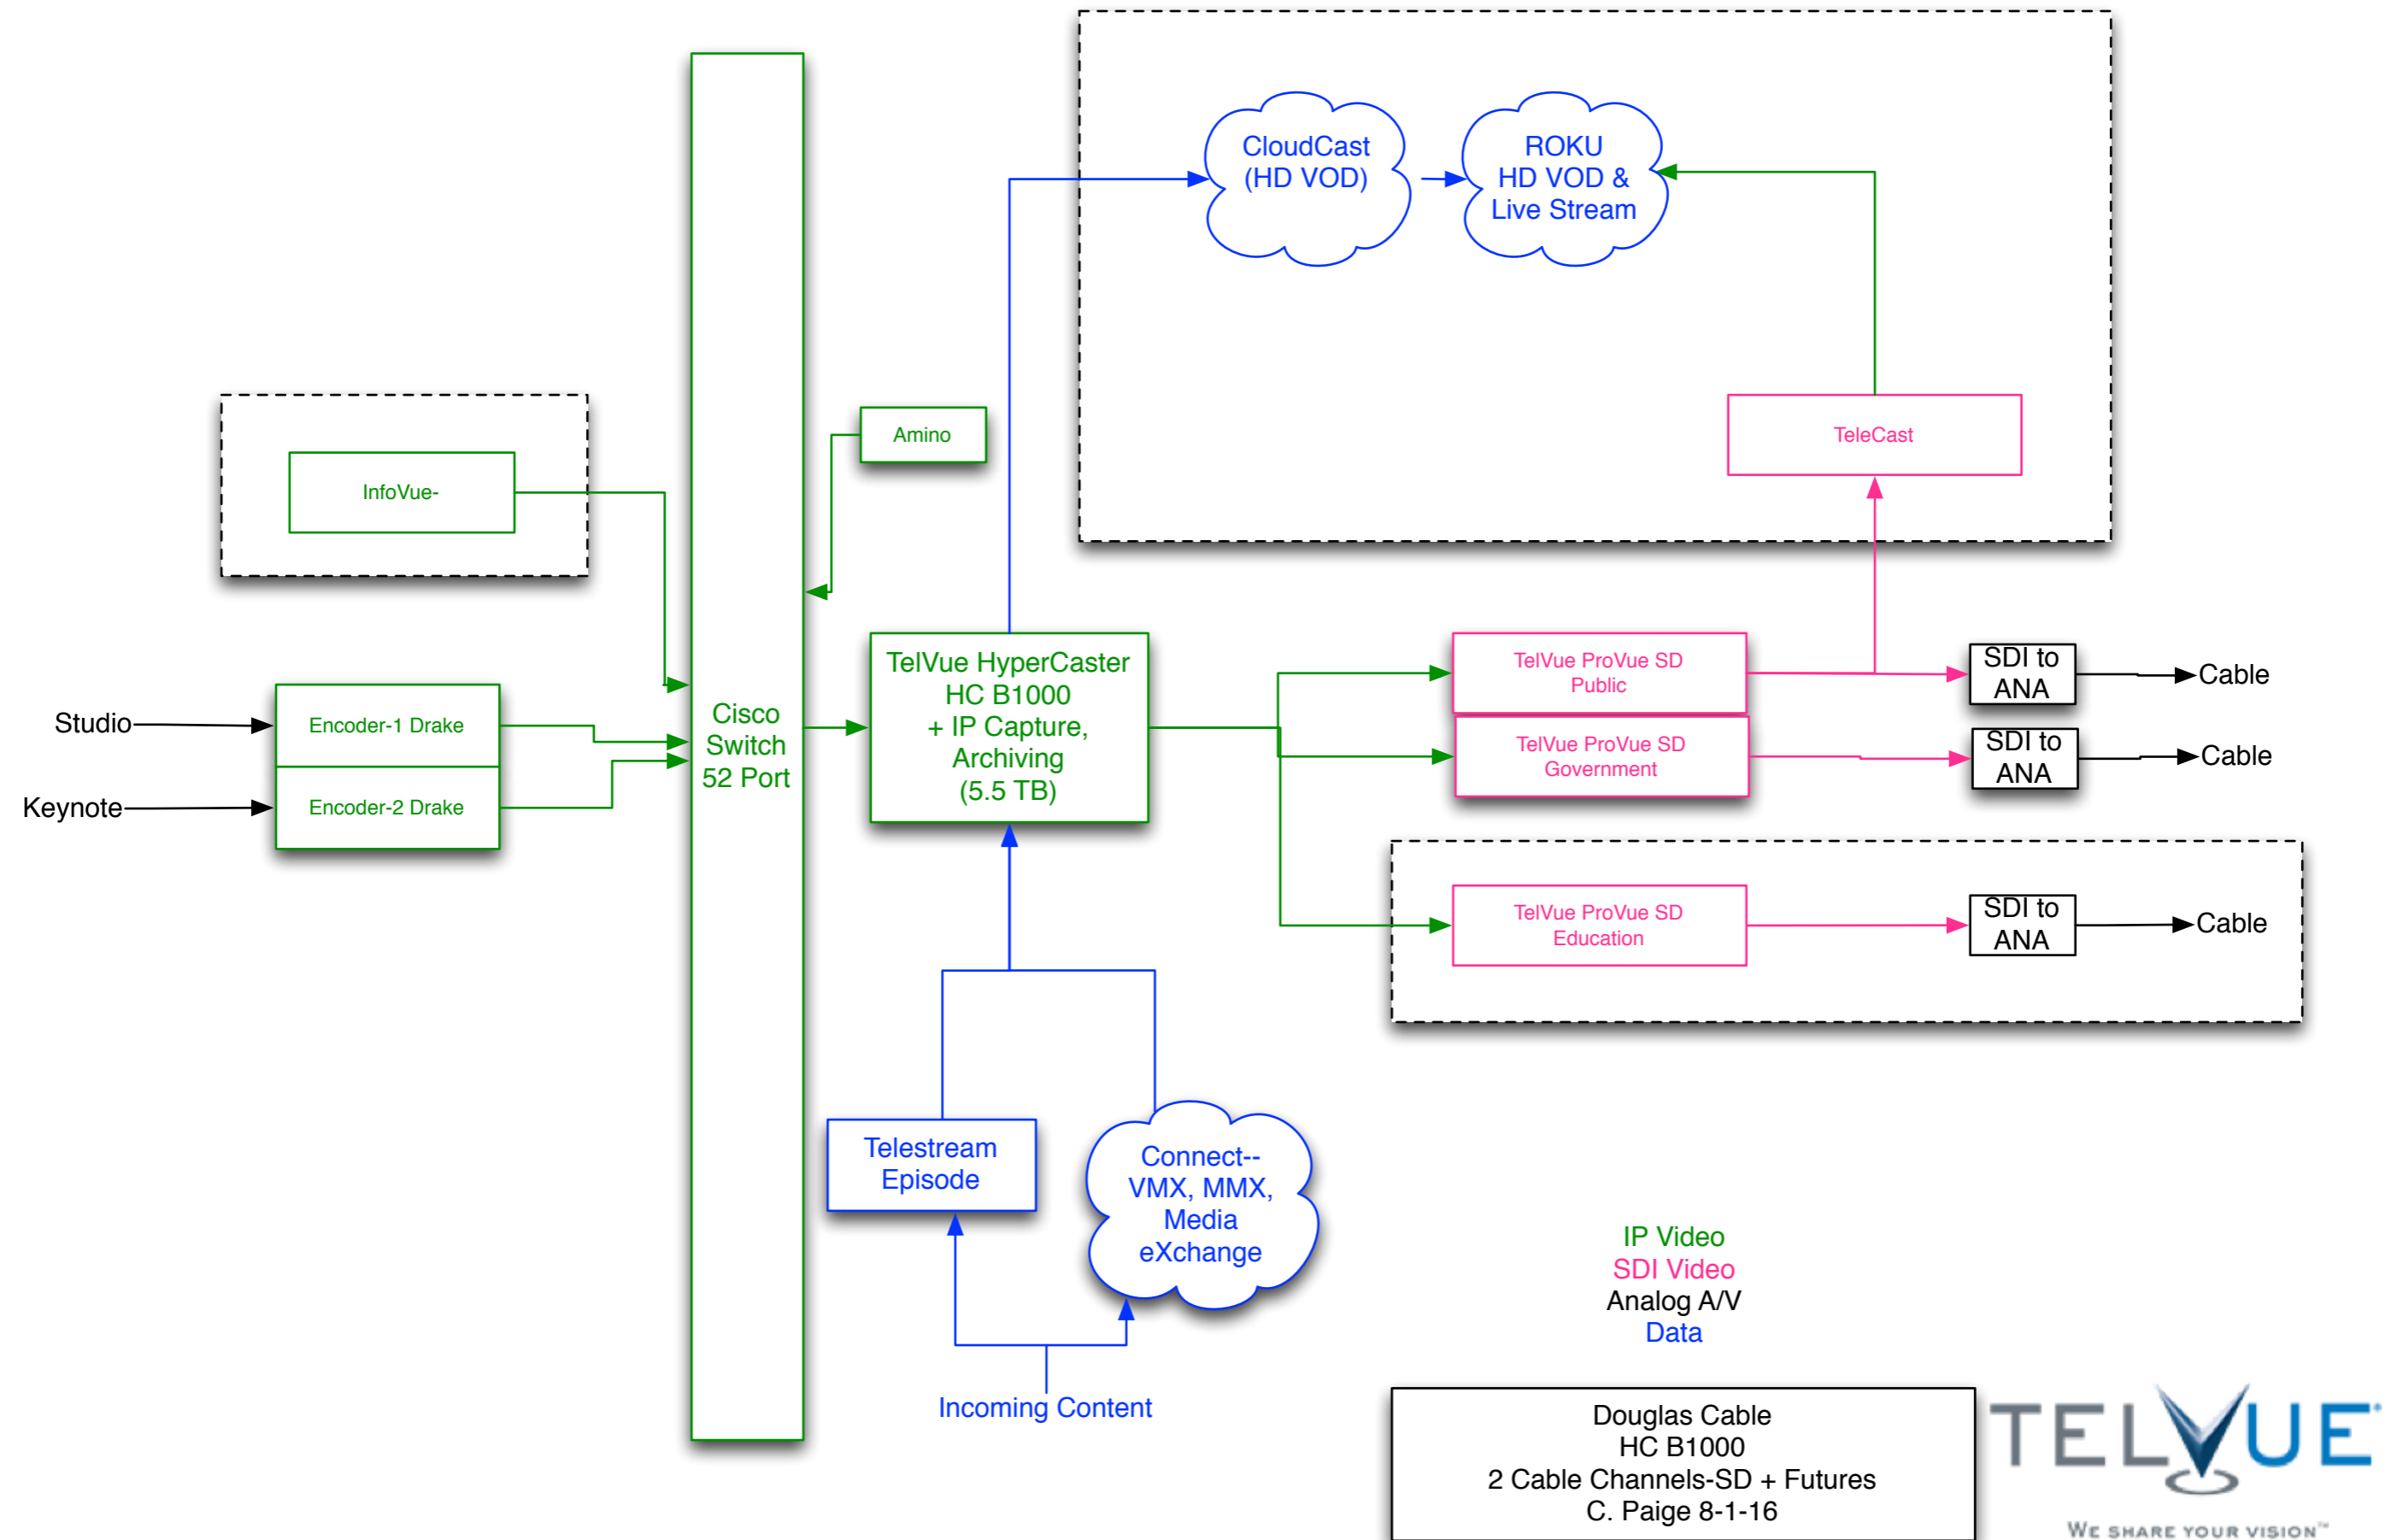 CloudCast
(HD VOD)
ROKU
HD VOD &
Live Stream
TeleCast
Amino
InfoVue-
Studio
Keynote
Encoder-1 Drake
Encoder-2 Drake
Cisco
Switch
52 Port
TelVue HyperCaster
HC B1000
+ IP Capture,
Archiving
(5.5 TB)
TelVue ProVue SD
Public
SDI to
ANA
Cable
TelVue ProVue SD
Government
SDI to
ANA
Cable
TelVue ProVue SD
Education
SDI to
ANA
Cable
Telestream
Episode
Connect--
VMX, MMX,
Media
eXchange
Incoming Content
IP Video
SDI Video
Analog A/V
Data
Douglas Cable
HC B1000
2 Cable Channels-SD + Futures
C. Paige 8-1-16
TELVUE
WE SHARE YOUR VISION™